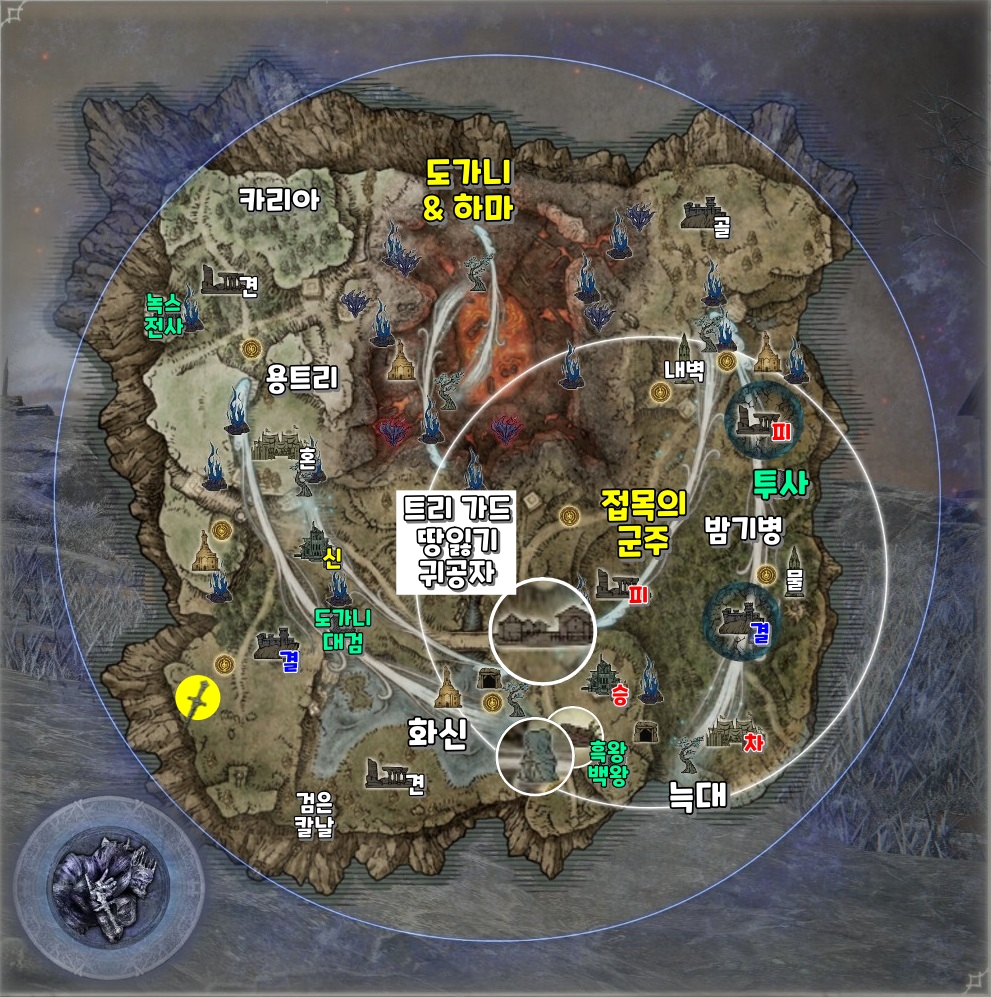 도가니
& 하마
카리아
골
견
녹스
전사
용트리
내벽
피
혼
투사
트리 가드
땅잃기
귀공자
접목의
군주
밤기병
신
물
피
도가니
대검
결
결
승
화신
차
흑왕
백왕
견
늑대
검은
칼날